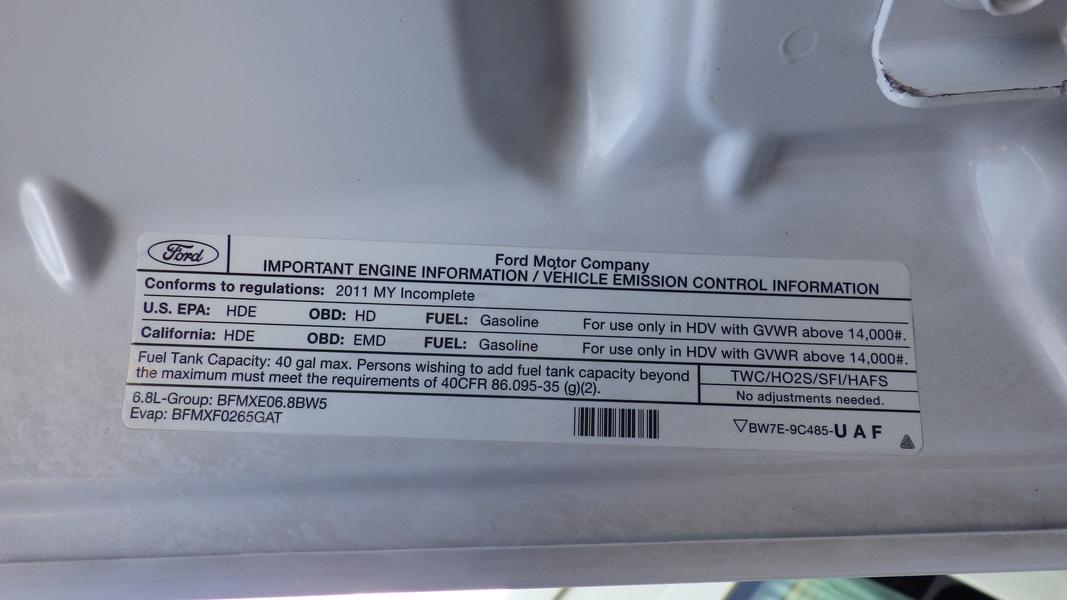 Ford
Ford Motor Company
IMPORTANT ENGINE INFORMATION / VEHICLE EMISSION CONTROL INFORMATION
Conforms to regulations: 2011 MY Incomplete
U.S. EPA: HDE OBD: HD FUEL: Gasoline For use only in HDV with GVWR above 14,000#.
California: HDE OBD: EMD FUEL: Gasoline For use only in HDV with GVWR above 14,000#.
Fuel Tank Capacity: 40 gal max. Persons wishing to add fuel tank capacity beyond
the maximum must meet the requirements of 40CFR 86.095-35 (g)(2).
TWC/HO2S/SFI/HAFS
No adjustments needed.
6.8L-Group: BFMXE06.8BW5
Evap: BFMXF0265GAT
BW7E-9C485-U A F